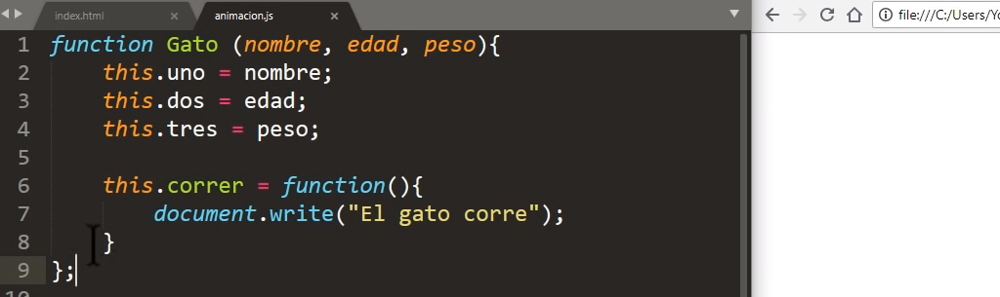 index.html × animacion.js ×
file:///C:/Users/Yo
1 function Gato (nombre, edad, peso){
2 this.uno = nombre;
3 this.dos = edad;
4 this.tres = peso;
5
6 this.correr = function(){
7 document.write("El gato corre");
8 }
9 };
10